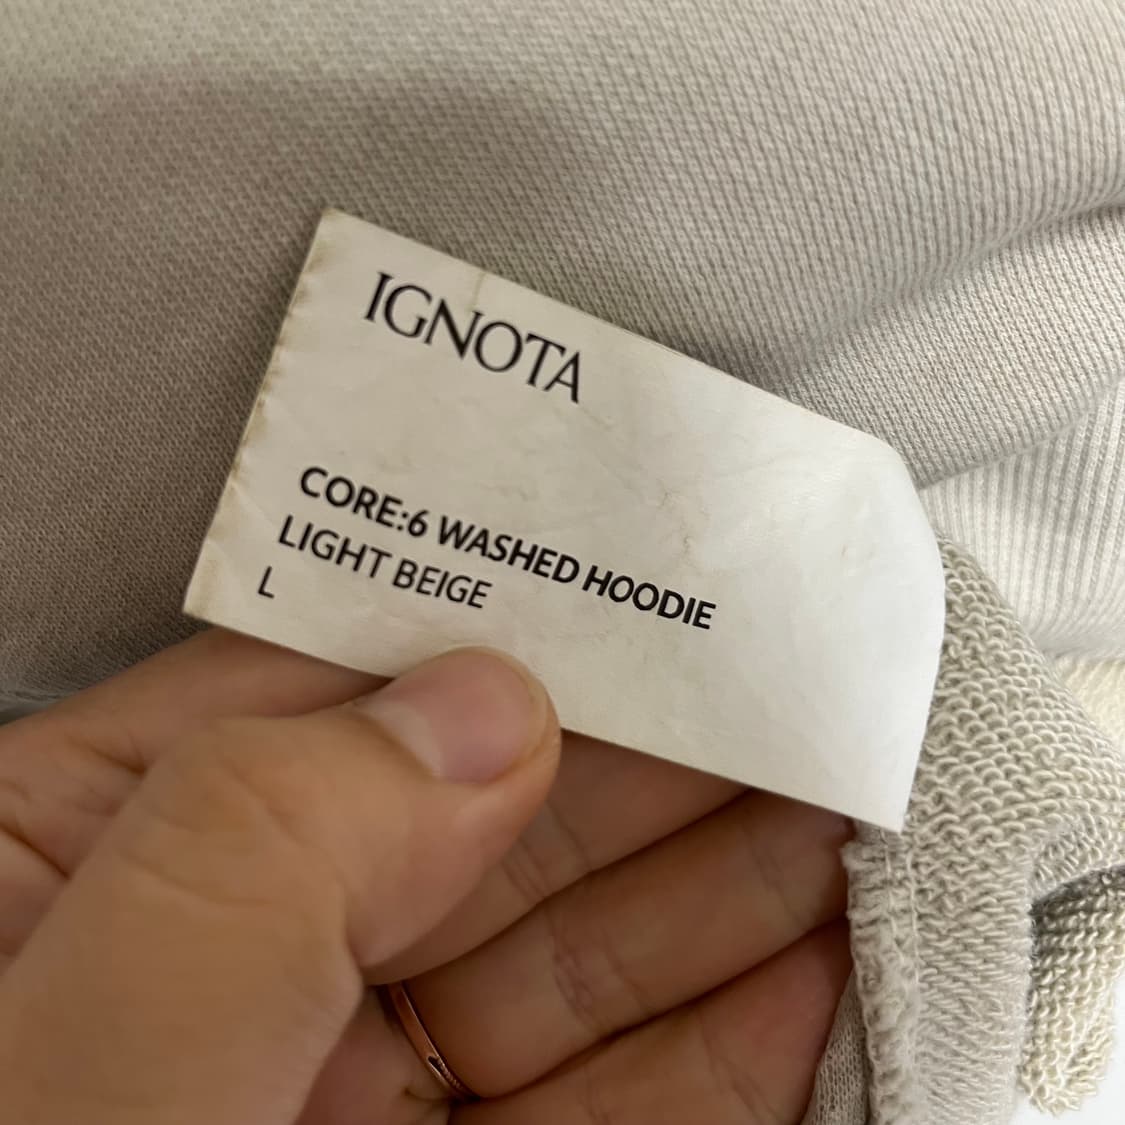 IGNOTA
CORE:6 WASHED HOODIE
LIGHT BEIGE
L